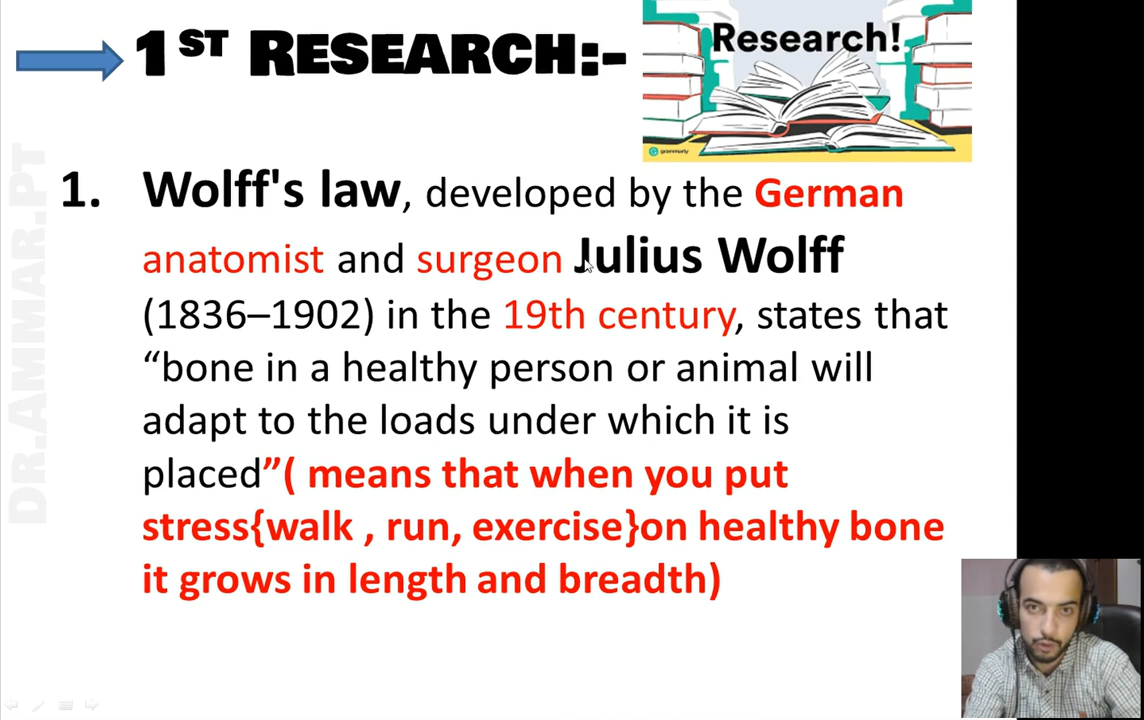 1ST RESEARCH:-
Research!
grammarly
1. Wolff's law, developed by the German
anatomist and surgeon Julius Wolff
(1836–1902) in the 19th century, states that
“bone in a healthy person or animal will
adapt to the loads under which it is
placed”( means that when you put
stress{walk , run, exercise}on healthy bone
it grows in length and breadth)
DR.AMMAR.PT